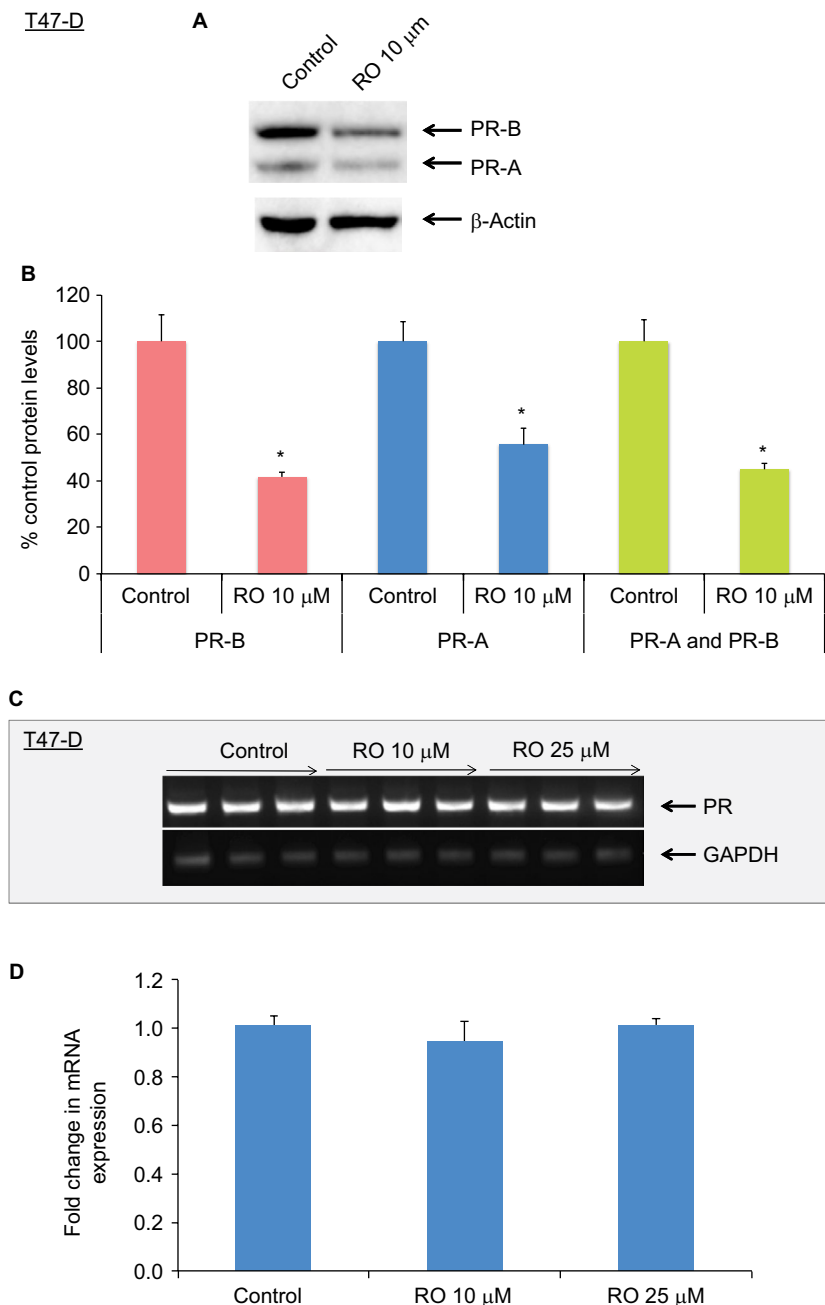 T47-D
A
Control
RO 10 μm
PR-B
PR-A
β-Actin
B
% control protein levels
120
100
80
60
40
20
0
*
*
*
Control
RO 10 μM
Control
RO 10 μM
Control
RO 10 μM
PR-B
PR-A
PR-A and PR-B
C
T47-D
Control
RO 10 μM
RO 25 μM
PR
GAPDH
D
Fold change in mRNA
expression
1.2
1.0
0.8
0.6
0.4
0.2
0.0
Control
RO 10 μM
RO 25 μM